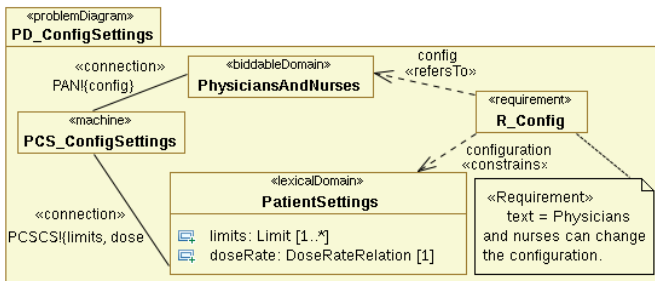 «problemDiagram»
PD_ConfigSettings
«connection»
PAN!{config}
«biddableDomain»
PhysiciansAndNurses
config
«refersTo»
«requirement»
R_Config
«machine»
PCS_ConfigSettings
configuration
«constrains»
«connection»
PCSCS!{limits, dose
«lexicalDomain»
PatientSettings
limits: Limit [1..*]
doseRate: DoseRateRelation [1]
«Requirement»
text = Physicians
and nurses can change
the configuration.